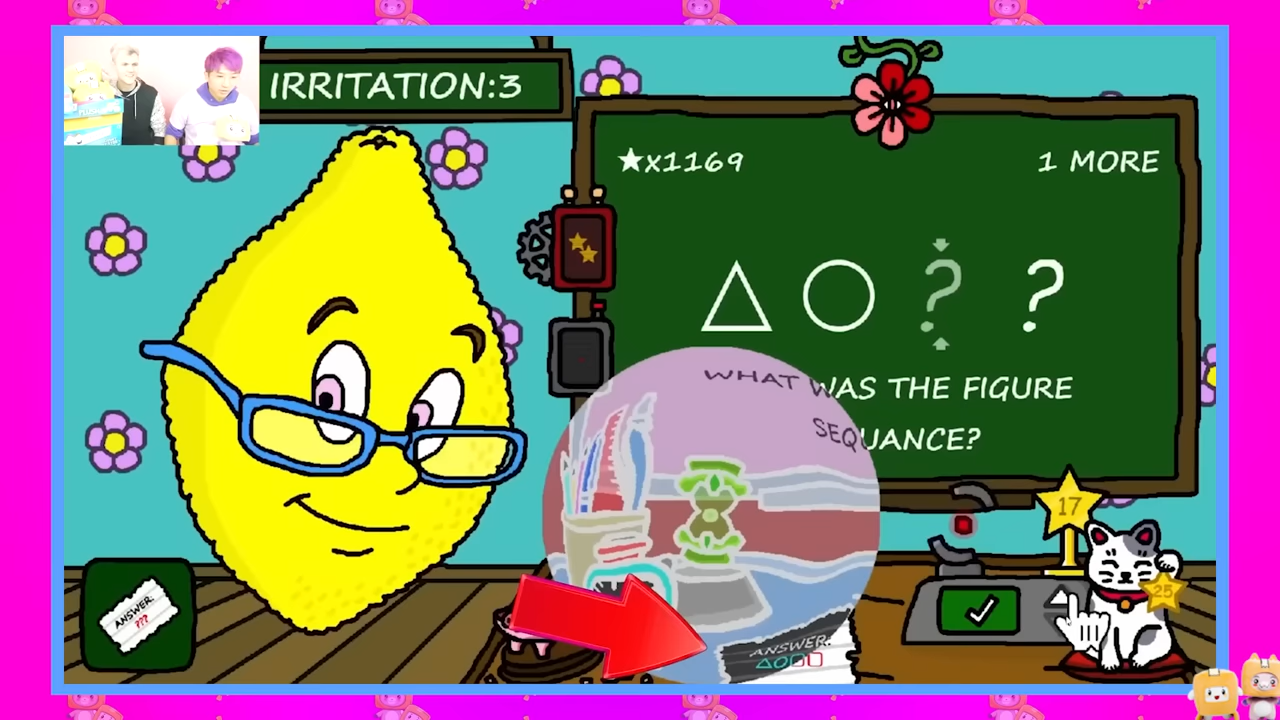 IRRITATION:3
★x1169
1 MORE
? ?
WHAT WAS THE FIGURE
SEQUANCE?
17
25
ANSWER:
???
ANSWER: